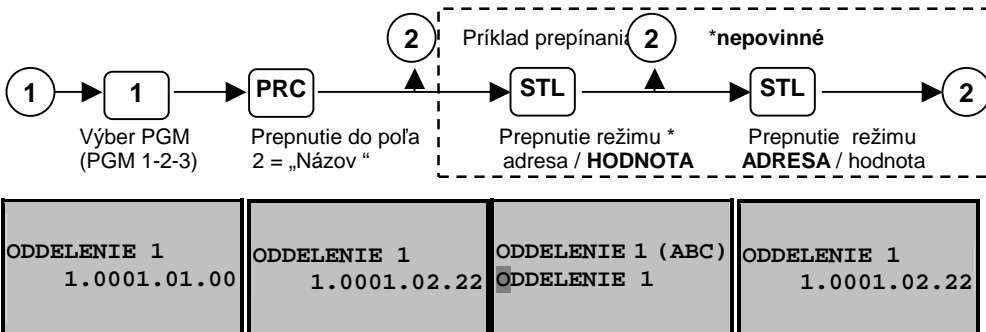 2 Príklad prepínani 2 *nepovinné
1 1 PRC STL STL 2
Výber PGM Prepnutie do poľa Prepnutie režimu * Prepnutie režimu
(PGM 1-2-3) 2 = „Názov “ adresa / HODNOTA ADRESA / hodnota
ODDELENIE 1
1.0001.01.00
ODDELENIE 1
1.0001.02.22
ODDELENIE 1 (ABC)
ODDELENIE 1
ODDELENIE 1
1.0001.02.22